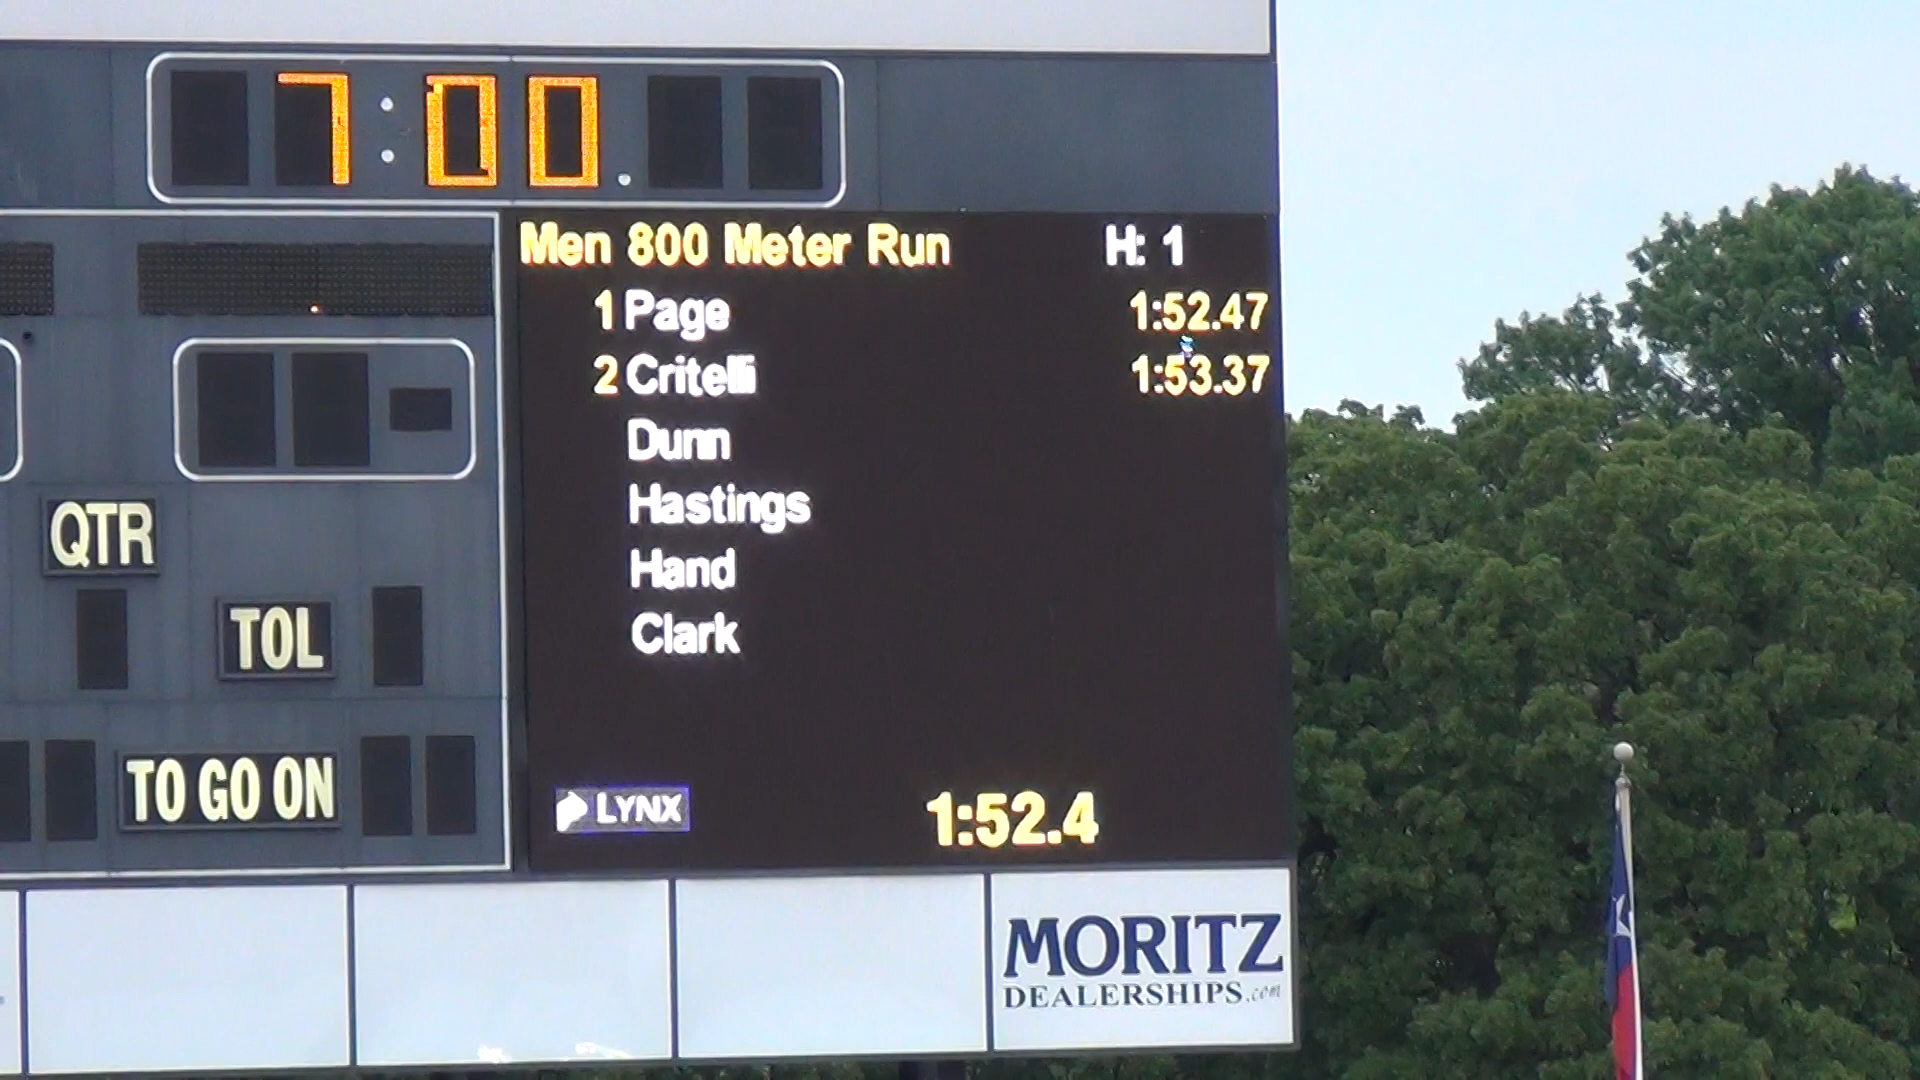 7:00.
Men 800 Meter Run H: 1
1 Page 1:52.47
2 Critelli 1:53.37
Dunn
Hastings
Hand
Clark
QTR
TOL
TO GO ON
LYNX 1:52.4
MORITZ
DEALERSHIPS.com